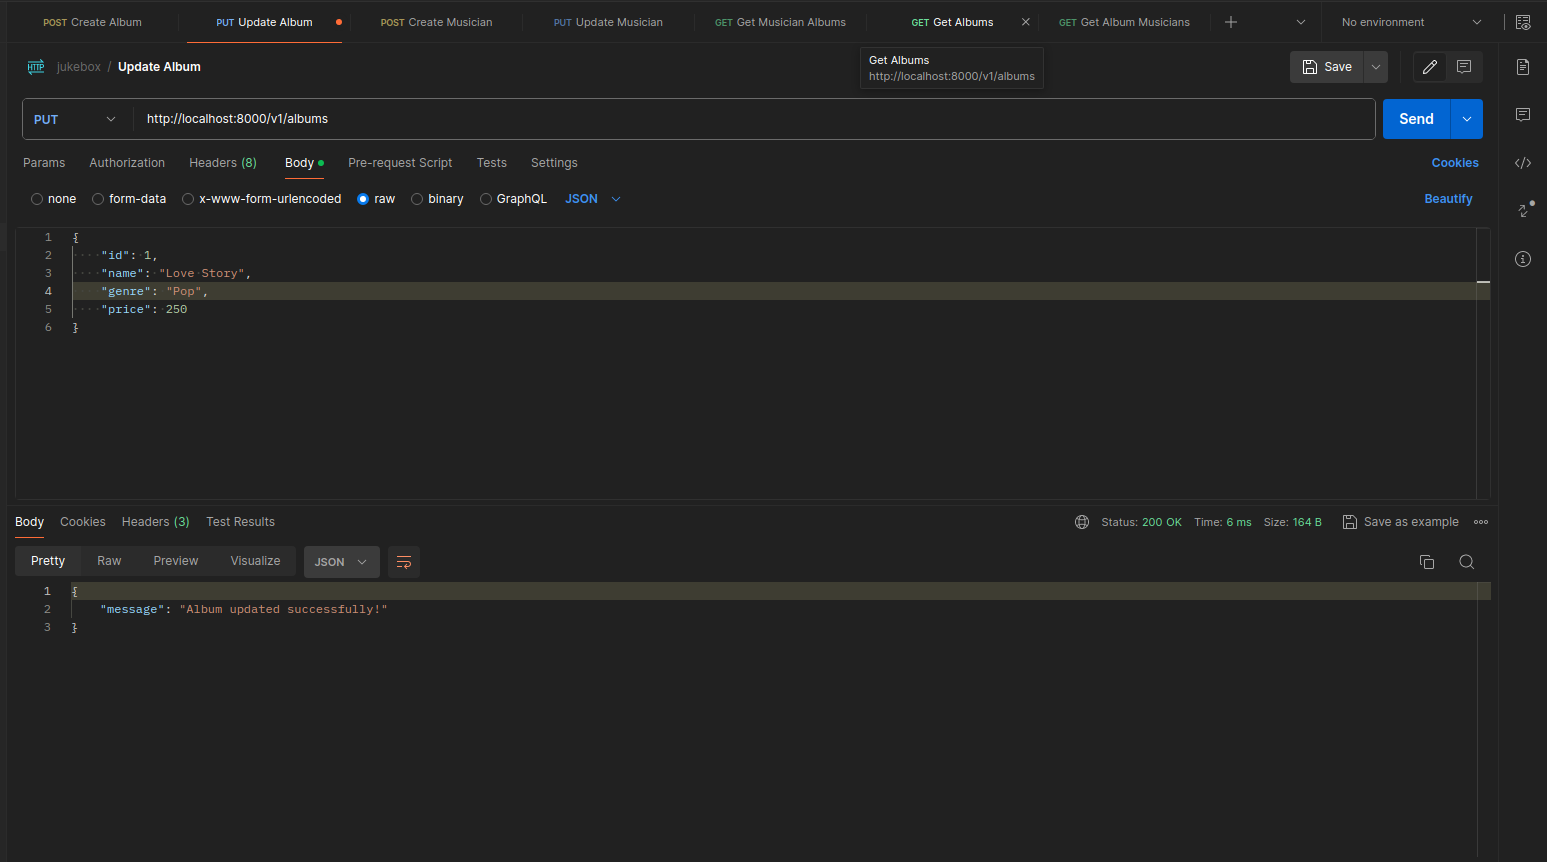 POST Create Album PUT Update Album POST Create Musician PUT Update Musician GET Get Musician Albums GET Get Albums GET Get Album Musicians No environment
HTTP jukebox / Update Album Save
Get Albums
http://localhost:8000/v1/albums
PUT http://localhost:8000/v1/albums Send
Params Authorization Headers (8) Body Pre-request Script Tests Settings Cookies
none form-data x-www-form-urlencoded raw binary GraphQL JSON Beautify
1 {
2 "id": 1,
3 "name": "Love Story",
4 "genre": "Pop",
5 "price": 250
6 }
Body Cookies Headers (3) Test Results Status: 200 OK Time: 6 ms Size: 164 B Save as example
Pretty Raw Preview Visualize JSON
1 {
2 "message": "Album updated successfully!"
3 }